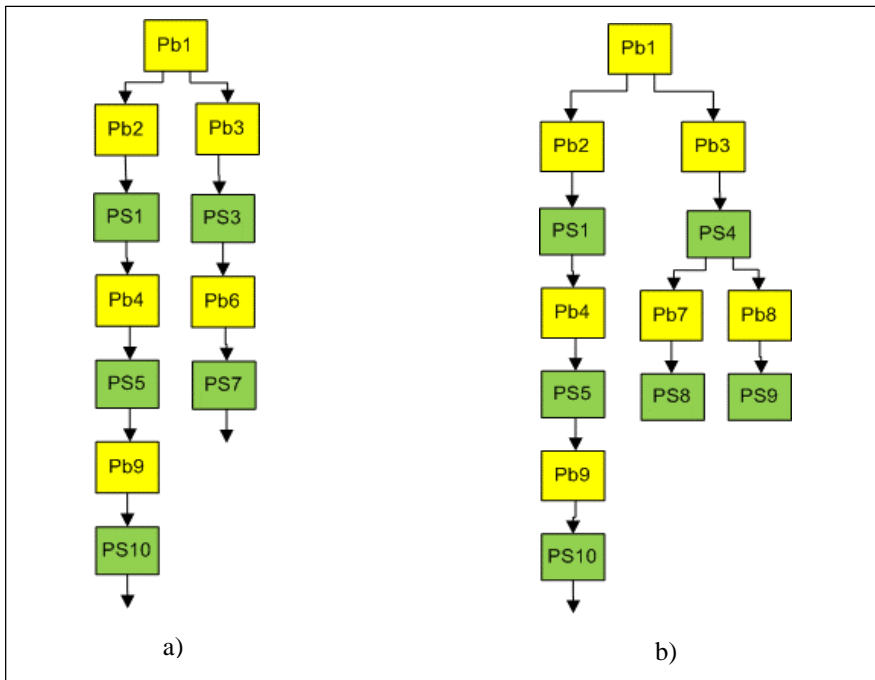 Pb1
Pb2
Pb3
PS1
PS3
Pb4
Pb6
PS5
PS7
Pb9
PS10
a)
Pb1
Pb2
Pb3
PS1
PS4
Pb4
Pb7
Pb8
PS5
PS8
PS9
Pb9
PS10
b)